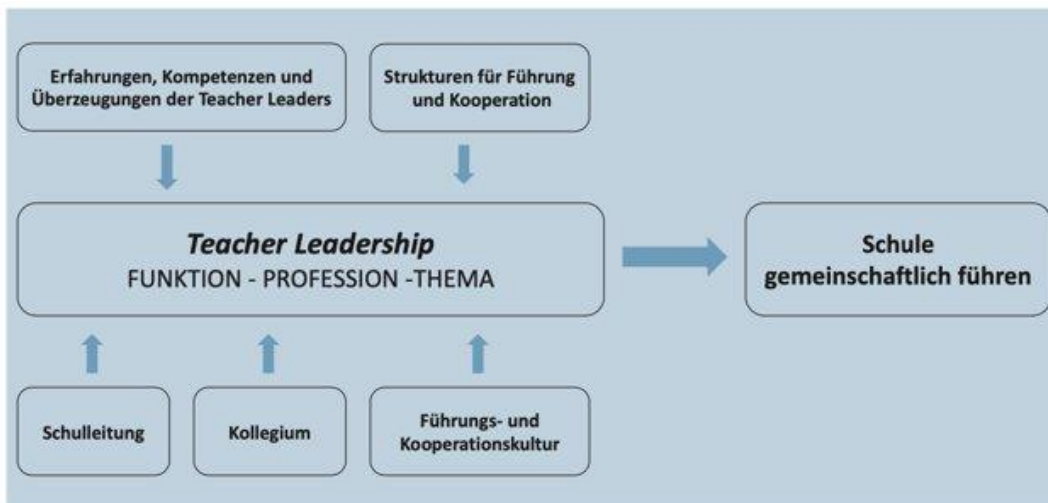 Erfahrungen, Kompetenzen und
Überzeugungen der Teacher Leaders
Strukturen für Führung
und Kooperation
Teacher Leadership
FUNKTION - PROFESSION -THEMA
Schule
gemeinschaftlich führen
Schulleitung
Kollegium
Führungs- und
Kooperationskultur